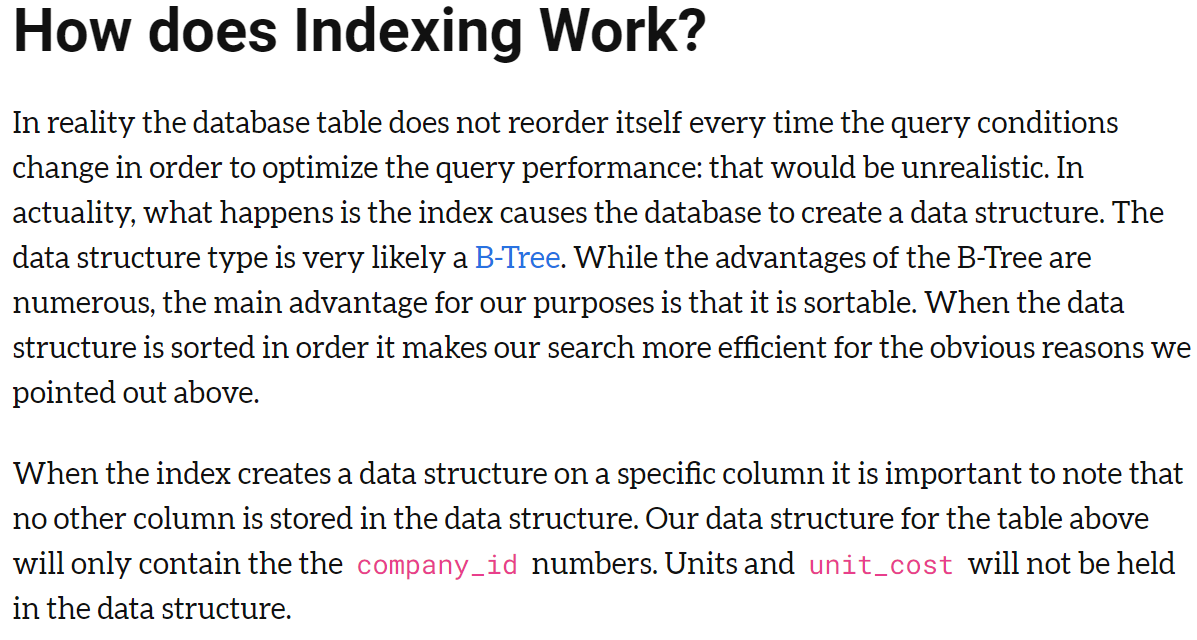 How does Indexing Work?
In reality the database table does not reorder itself every time the query conditions
change in order to optimize the query performance: that would be unrealistic. In
actuality, what happens is the index causes the database to create a data structure. The
data structure type is very likely a B-Tree. While the advantages of the B-Tree are
numerous, the main advantage for our purposes is that it is sortable. When the data
structure is sorted in order it makes our search more efficient for the obvious reasons we
pointed out above.
When the index creates a data structure on a specific column it is important to note that
no other column is stored in the data structure. Our data structure for the table above
will only contain the the company_id numbers. Units and unit_cost will not be held
in the data structure.